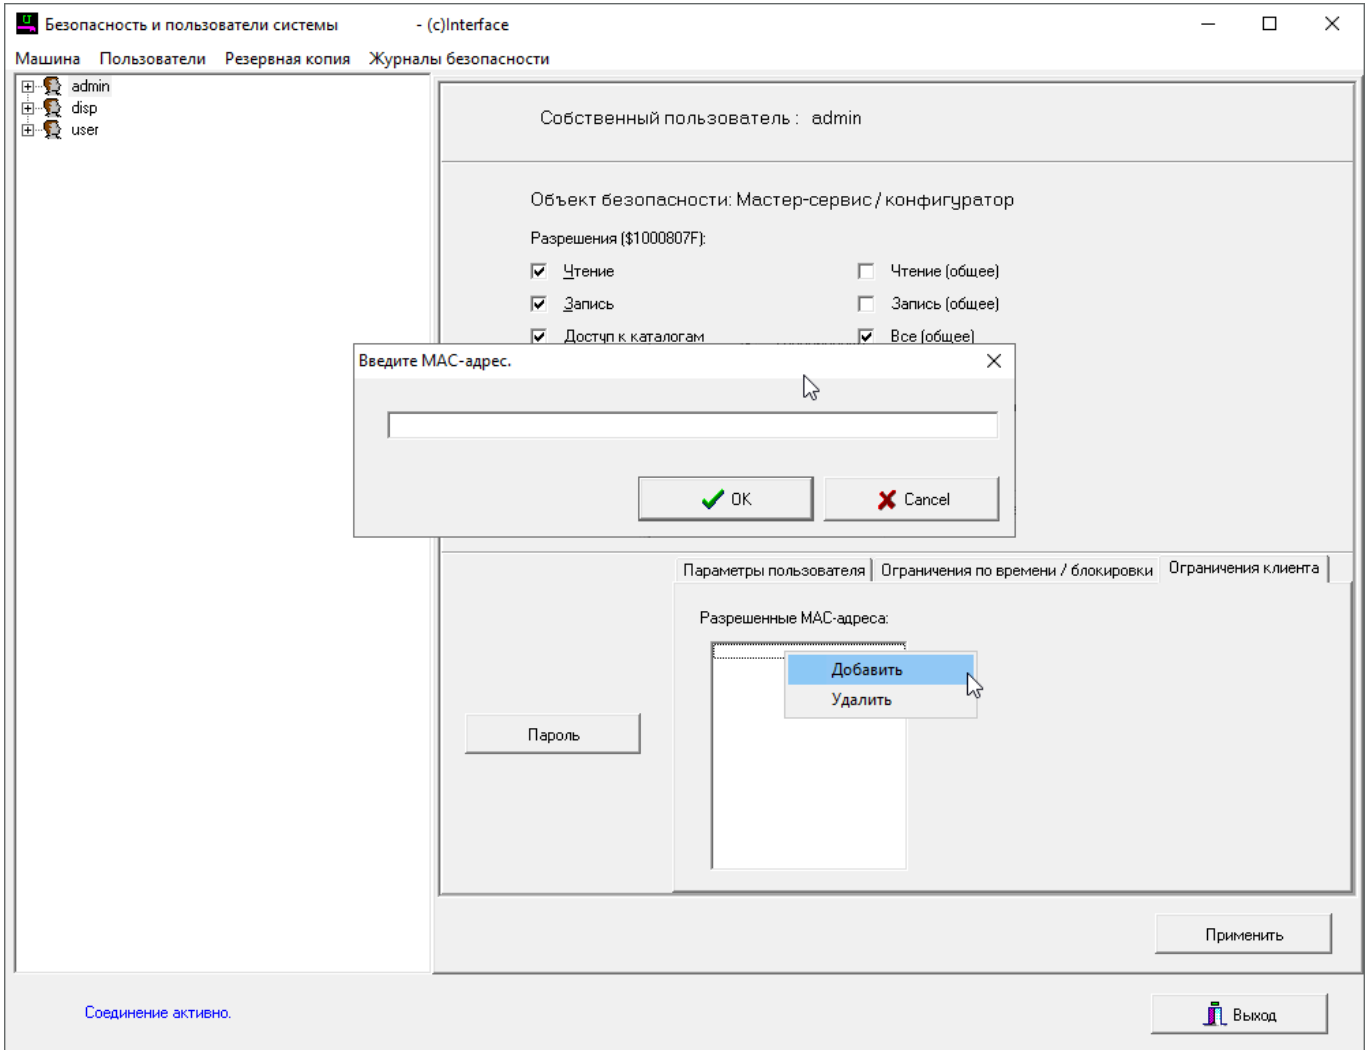 Безопасность и пользователи системы - (c)Interface
Машина Пользователи Резервная копия Журналы безопасности
admin
disp
user
Собственный пользователь : admin
Объект безопасности: Мастер-сервис / конфигуратор
Разрешения ($1000807F):
Чтение Чтение (общее)
Запись Запись (общее)
Доступ к каталогам Все (общее)
Введите MAC-адрес.
OK Cancel
Параметры пользователя Ограничения по времени / блокировки Ограничения клиента
Разрешенные MAC-адреса:
Добавить
Удалить
Пароль
Применить
Соединение активно.
Выход